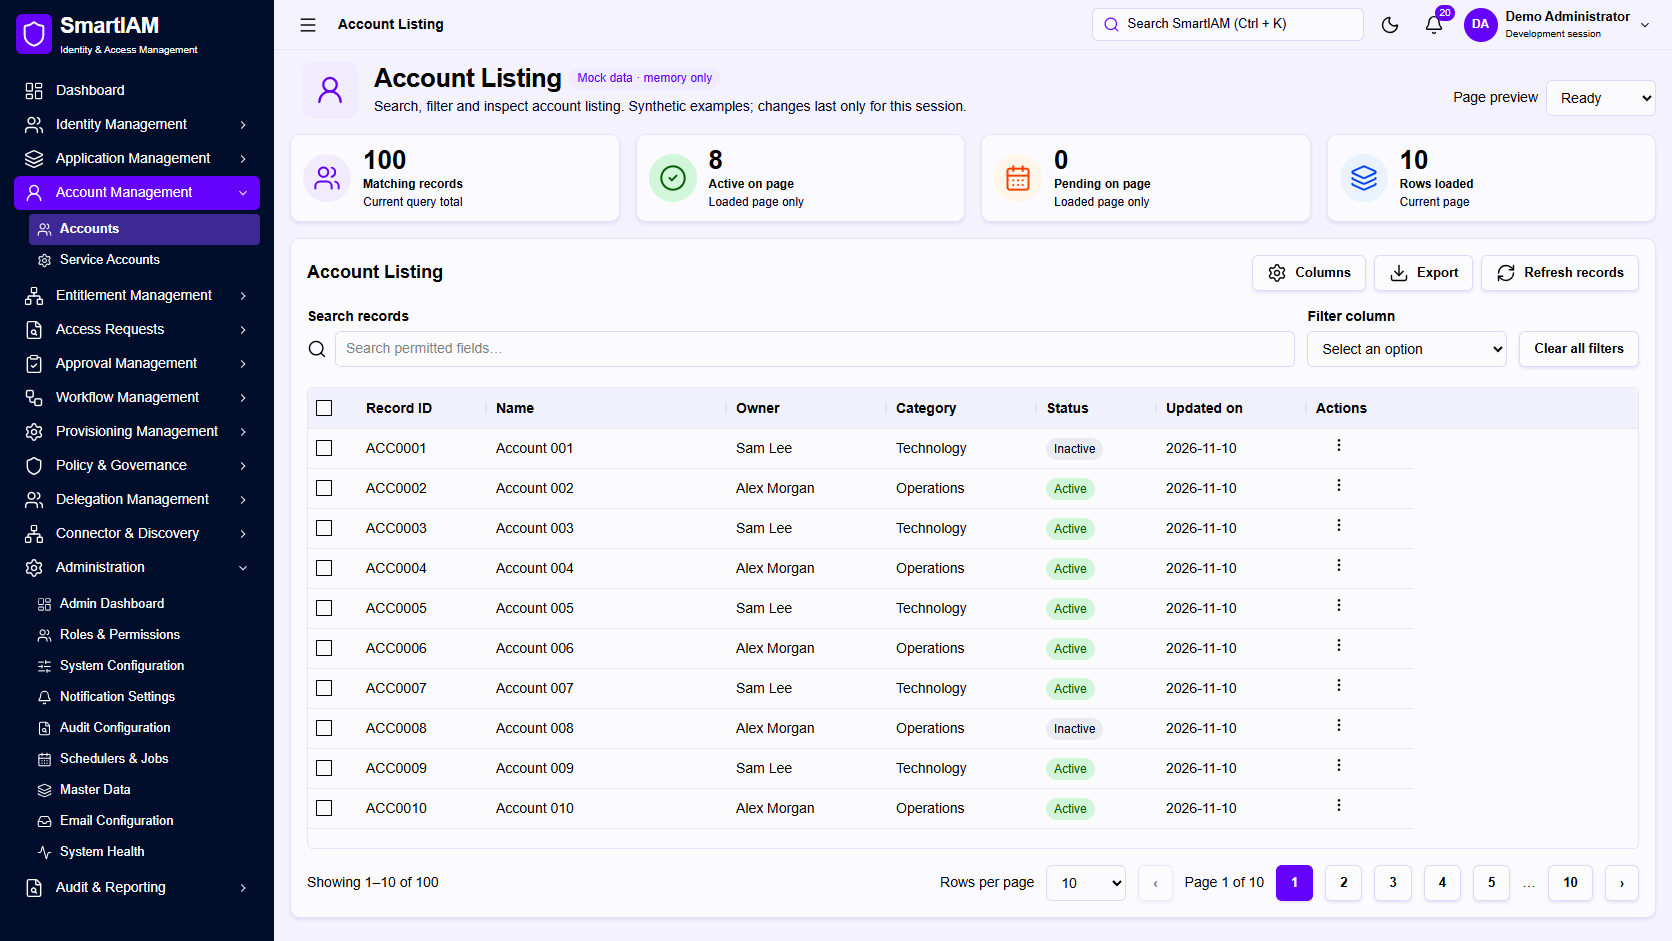 SmartIAM
Identity & Access Management
Dashboard
Identity Management
Application Management
Account Management
Accounts
Service Accounts
Entitlement Management
Access Requests
Approval Management
Workflow Management
Provisioning Management
Policy & Governance
Delegation Management
Connector & Discovery
Administration
Admin Dashboard
Roles & Permissions
System Configuration
Notification Settings
Audit Configuration
Schedulers & Jobs
Master Data
Email Configuration
System Health
Audit & Reporting
Account Listing
Search SmartIAM (Ctrl + K)
20
DA
Demo Administrator
Development session
Account Listing
Mock data · memory only
Search, filter and inspect account listing. Synthetic examples; changes last only for this session.
Page preview
Ready
100
Matching records
Current query total
8
Active on page
Loaded page only
0
Pending on page
Loaded page only
10
Rows loaded
Current page
Account Listing
Columns
Export
Refresh records
Search records
Search permitted fields…
Filter column
Select an option
Clear all filters
Record ID Name Owner Category Status Updated on Actions
ACC0001 Account 001 Sam Lee Technology Inactive 2026-11-10
ACC0002 Account 002 Alex Morgan Operations Active 2026-11-10
ACC0003 Account 003 Sam Lee Technology Active 2026-11-10
ACC0004 Account 004 Alex Morgan Operations Active 2026-11-10
ACC0005 Account 005 Sam Lee Technology Active 2026-11-10
ACC0006 Account 006 Alex Morgan Operations Active 2026-11-10
ACC0007 Account 007 Sam Lee Technology Active 2026-11-10
ACC0008 Account 008 Alex Morgan Operations Inactive 2026-11-10
ACC0009 Account 009 Sam Lee Technology Active 2026-11-10
ACC0010 Account 010 Alex Morgan Operations Active 2026-11-10
Showing 1–10 of 100
Rows per page 10 ‹ Page 1 of 10 1 2 3 4 5 … 10 ›